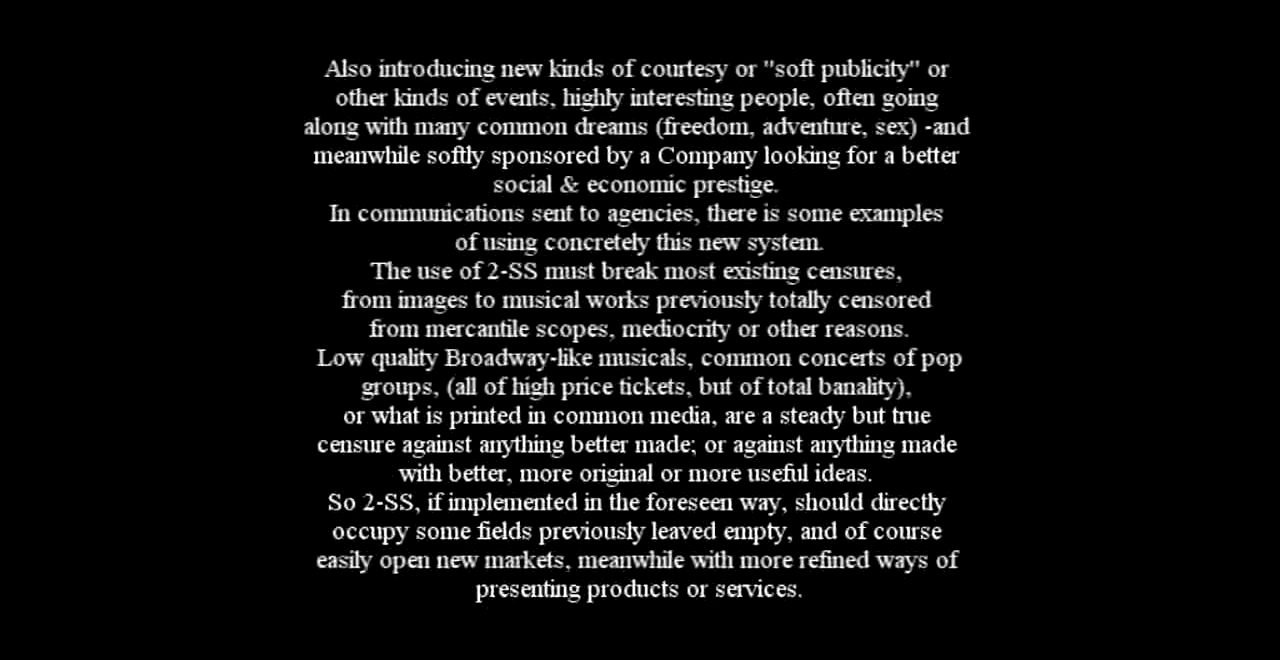 Also introducing new kinds of courtesy or "soft publicity" or
other kinds of events, highly interesting people, often going
along with many common dreams (freedom, adventure, sex) -and
meanwhile softly sponsored by a Company looking for a better
social & economic prestige.
In communications sent to agencies, there is some examples
of using concretely this new system.
The use of 2-SS must break most existing censures,
from images to musical works previously totally censored
from mercantile scopes, mediocrity or other reasons.
Low quality Broadway-like musicals, common concerts of pop
groups, (all of high price tickets, but of total banality),
or what is printed in common media, are a steady but true
censure against anything better made; or against anything made
with better, more original or more useful ideas.
So 2-SS, if implemented in the foreseen way, should directly
occupy some fields previously leaved empty, and of course
easily open new markets, meanwhile with more refined ways of
presenting products or services.